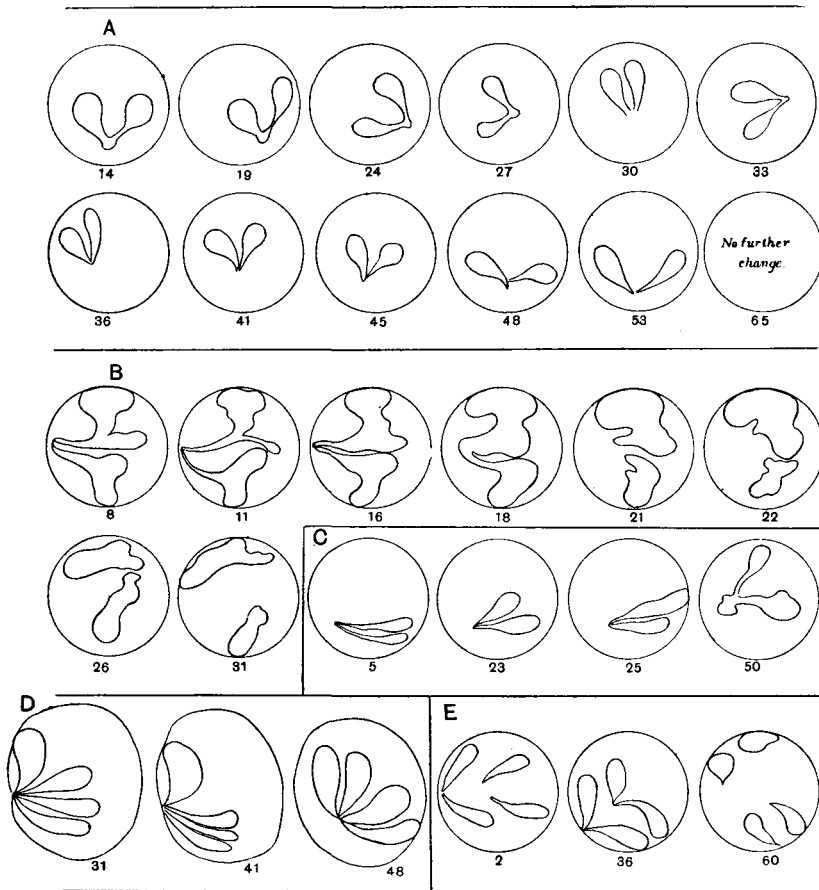 A
14 19 24 27 30 33
No further
change.
36 41 45 48 53 65
B
8 11 16 18 21 22
C
26 31 5 23 25 50
D E
31 41 48 2 36 60